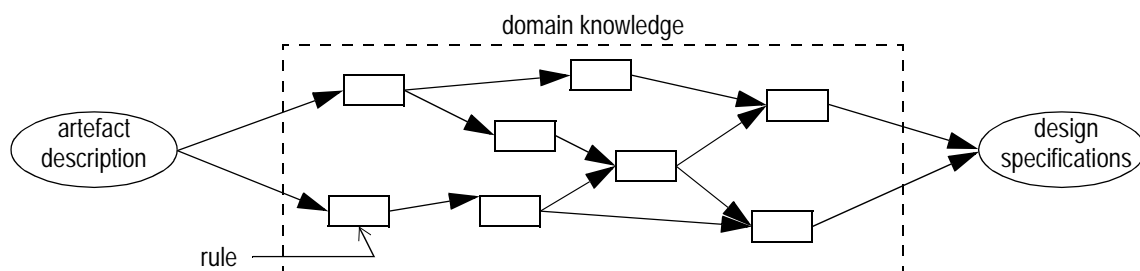 domain knowledge
artefact
description
design
specifications
rule